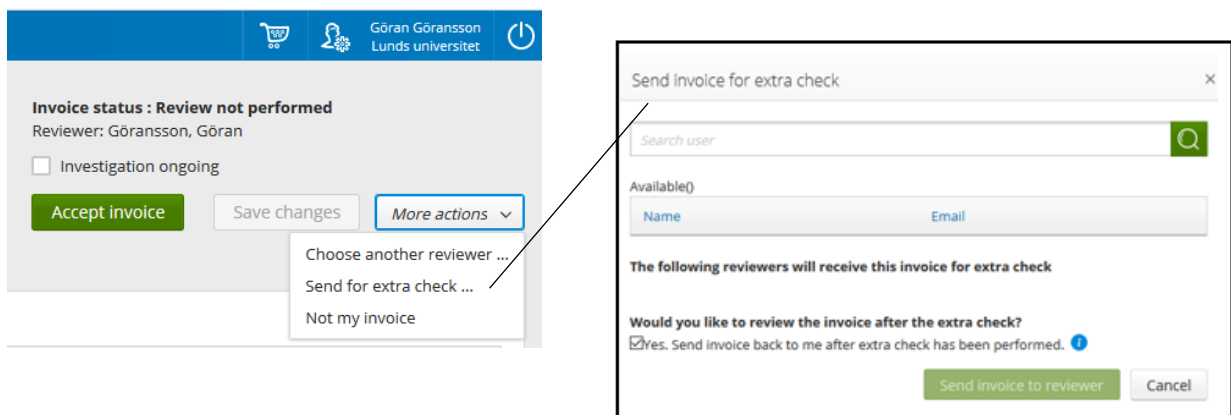 Göran Göransson
Lunds universitet
Invoice status : Review not performed
Reviewer: Göransson, Göran
Investigation ongoing
Accept invoice
Save changes
More actions
Choose another reviewer ...
Send for extra check ...
Not my invoice
Send invoice for extra check
Search user
Available()
Name Email
The following reviewers will receive this invoice for extra check
Would you like to review the invoice after the extra check?
Yes. Send invoice back to me after extra check has been performed.
Send invoice to reviewer
Cancel